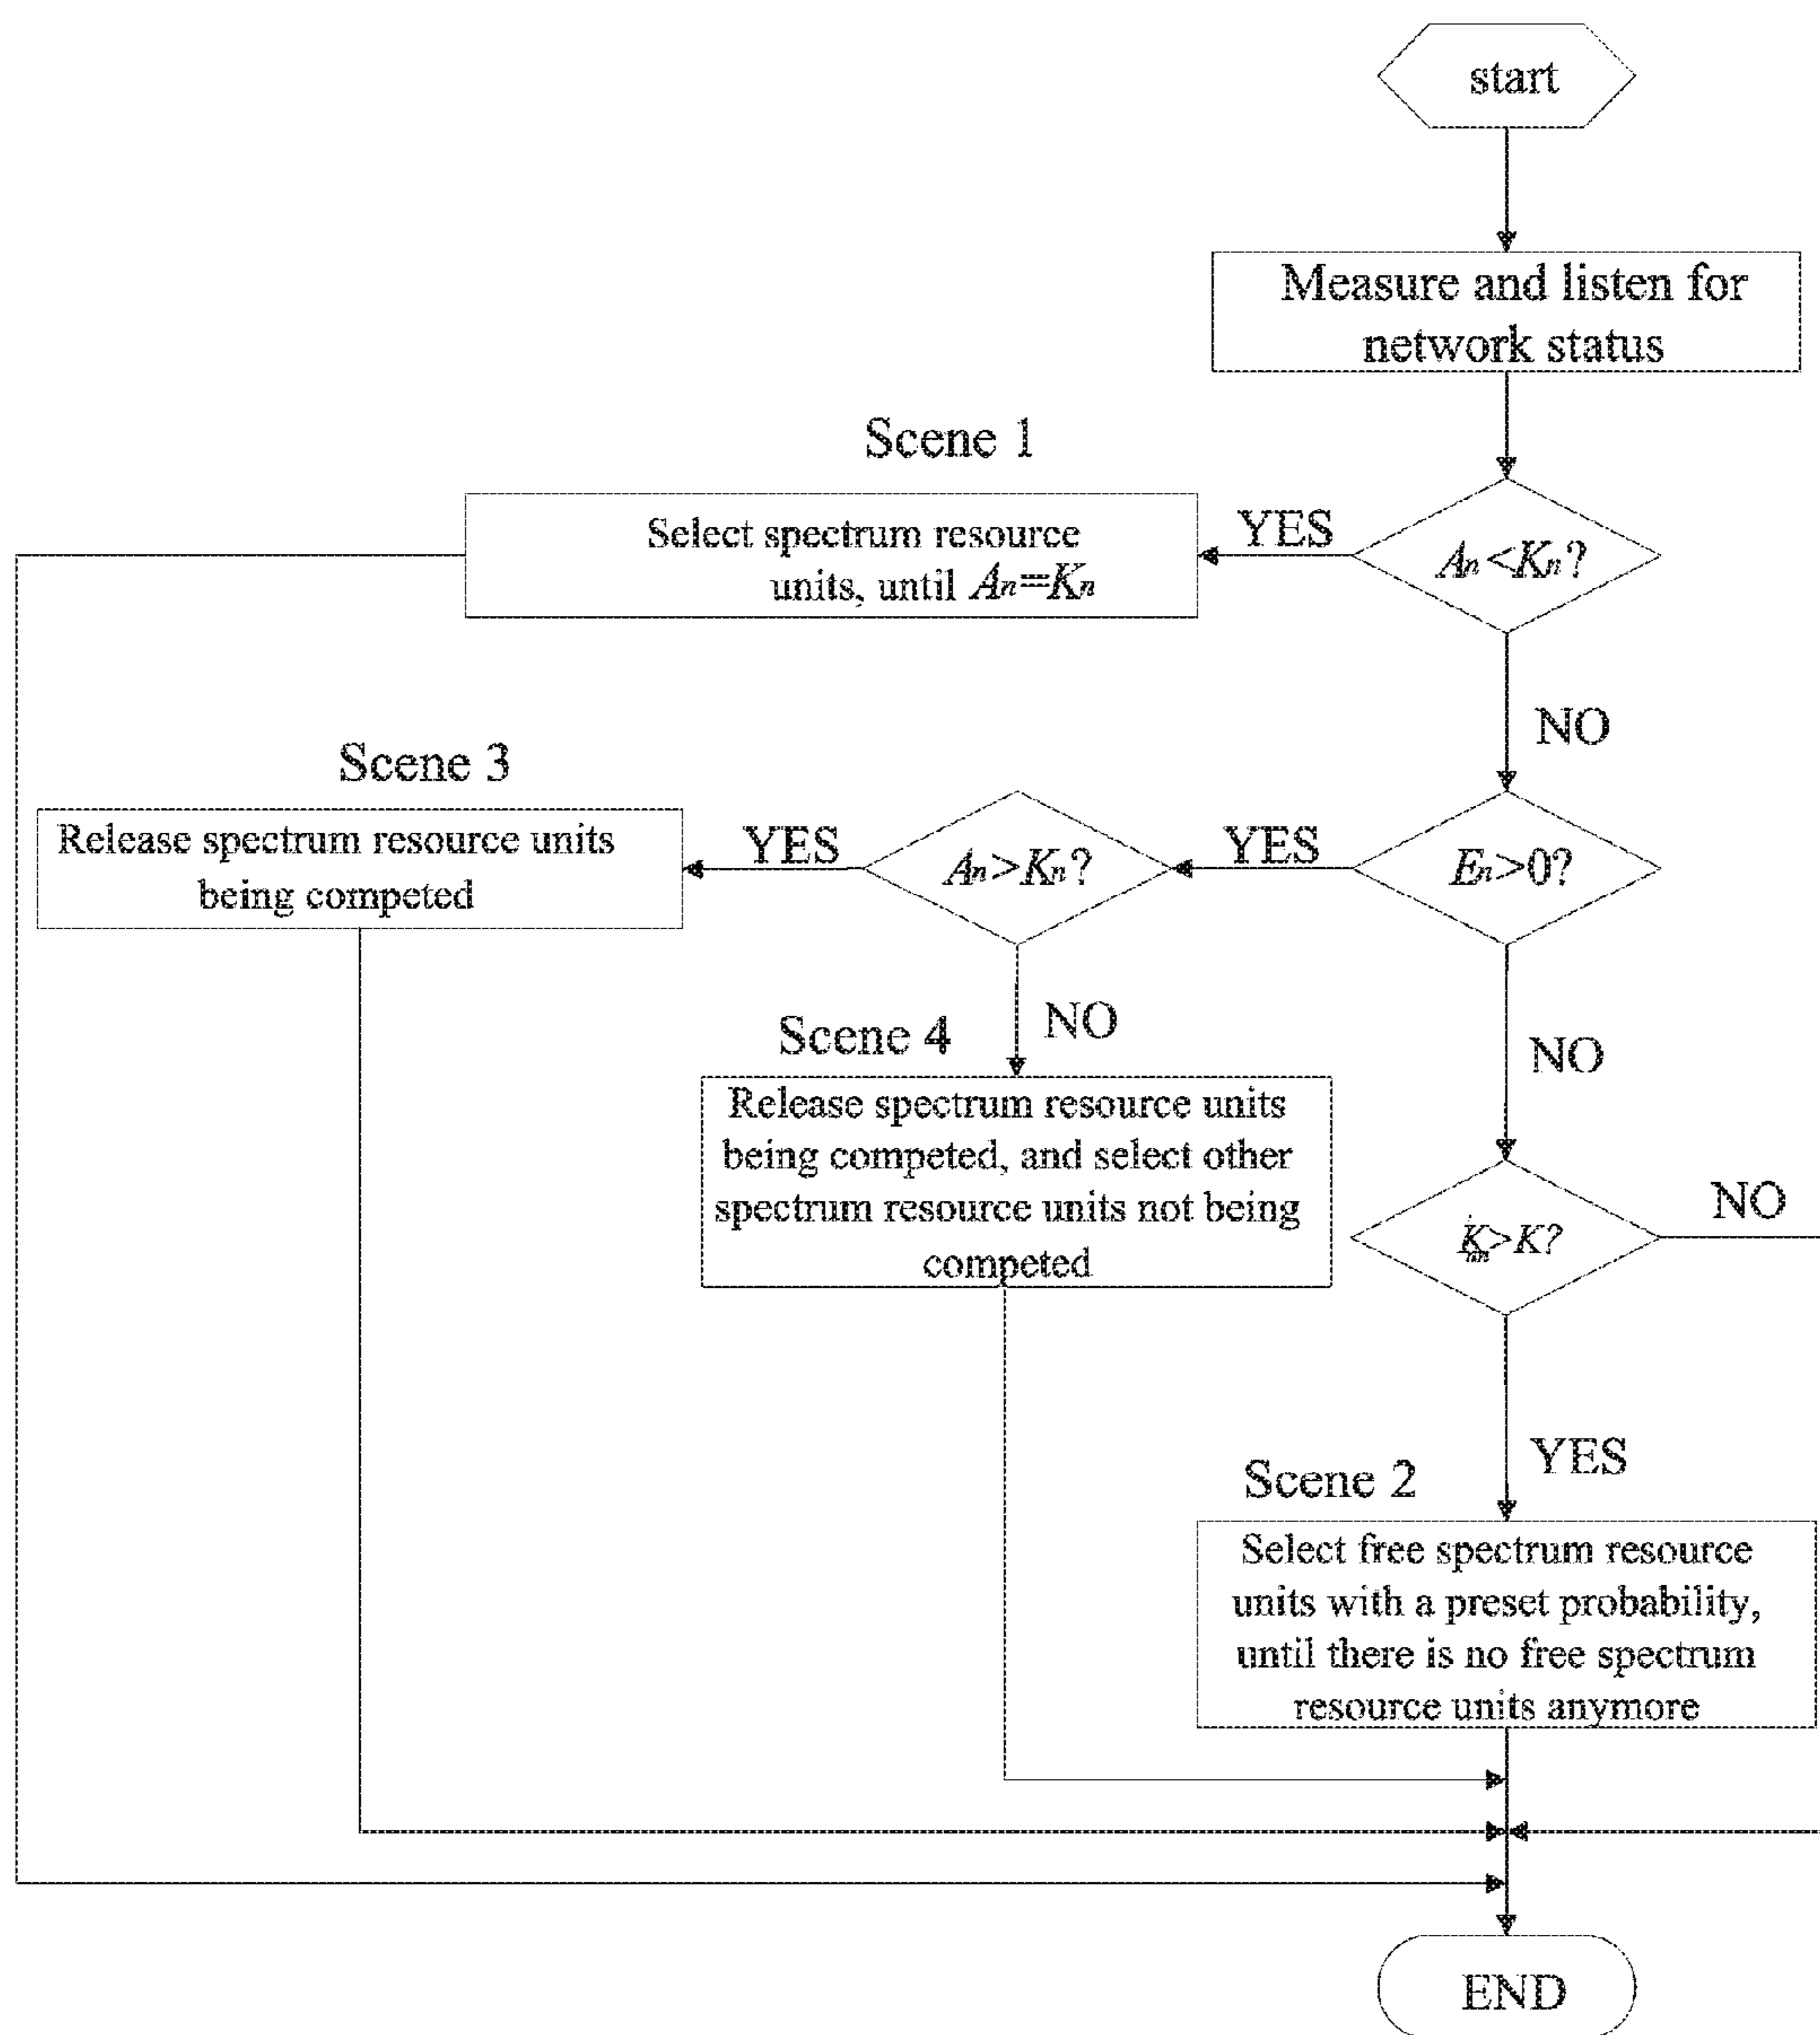 start
Measure and listen for
network status
Scene 1
Select spectrum resource
units, until Aₙ=Kₙ
YES
Aₙ<Kₙ?
NO
Scene 3
Release spectrum resource units
being competed
YES
Aₙ>Kₙ?
YES
Eₙ>0?
NO
Scene 4
NO
Release spectrum resource units
being competed, and select other
spectrum resource units not being
competed
>K?
NO
YES
Scene 2
Select free spectrum resource
units with a preset probability,
until there is no free spectrum
resource units anymore
END